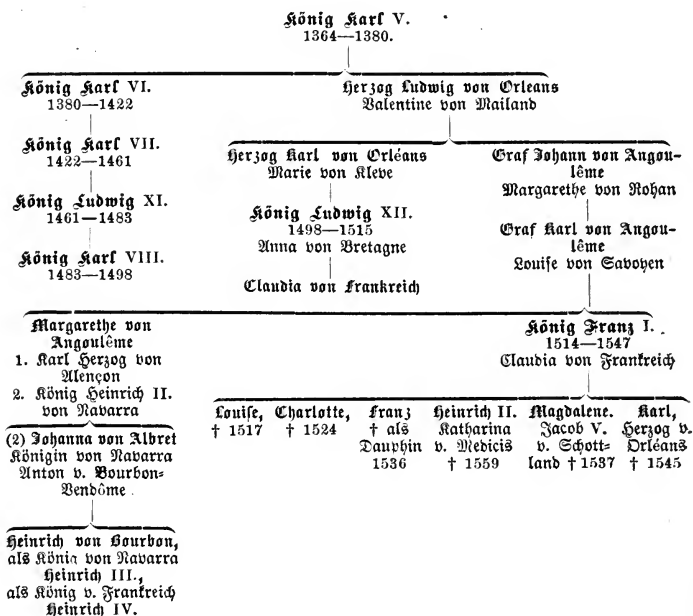 König Karl V.
1364—1380.
König Karl VI.
1380—1422
Herzog Ludwig von Orleans
Valentine von Mailand
König Karl VII.
1422—1461
Herzog Karl von Orléans
Marie von Kleve
Graf Johann von Angou-
lême
Margarethe von Rohan
König Ludwig XI.
1461—1483
König Ludwig XII.
1498—1515
Anna von Bretagne
Graf Karl von Angou-
lême
Louise von Savoyen
König Karl VIII.
1483—1498
Claudia von Frankreich
Margarethe von
Angoulême
1. Karl Herzog von
Alençon
2. König Heinrich II.
von Navarra
König Franz I.
1514—1547
Claudia von Frankreich
Louise,
† 1517
Charlotte,
† 1524
Franz
† als
Dauphin
1536
Heinrich II.
Katharina
v. Medicis
† 1559
Magdalene.
Jacob V.
v. Schott-
land † 1537
Karl,
Herzog v.
Orléans
† 1545
(2) Johanna von Albret
Königin von Navarra
Anton v. Bourbon-
Vendôme
Heinrich von Bourbon,
als König von Navarra
Heinrich III.,
als König v. Frankreich
Heinrich IV.